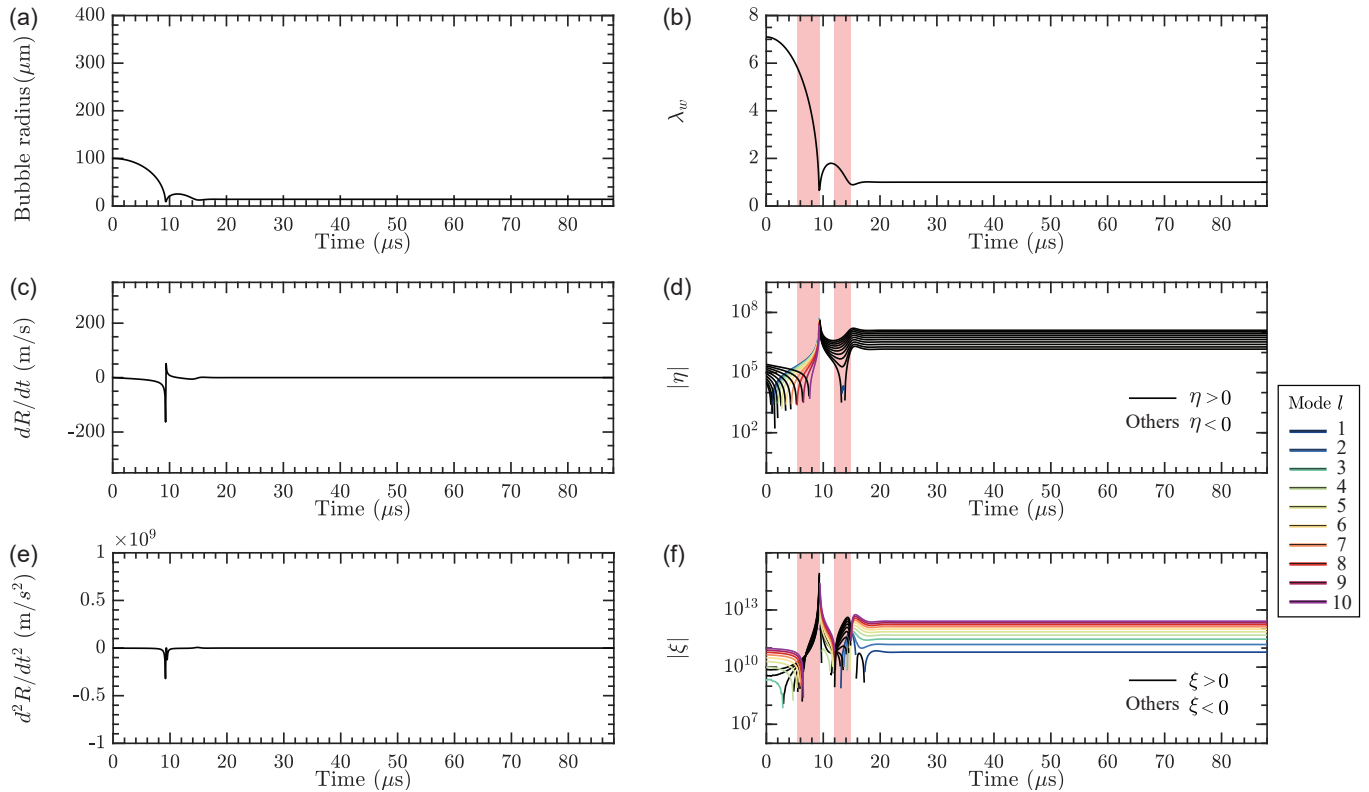 (a)
400
300
200
100
0
Bubble radius (μm)
0 10 20 30 40 50 60 70 80
Time (μs)
(b)
8
6
4
2
0
λ_w
0 10 20 30 40 50 60 70 80
Time (μs)
(c)
200
0
-200
dR/dt (m/s)
0 10 20 30 40 50 60 70 80
Time (μs)
(d)
10^8
10^5
10^2
|η|
η > 0
Others η < 0
0 10 20 30 40 50 60 70 80
Time (μs)
(e)
×10^9
1
0.5
0
-0.5
-1
d²R/dt² (m/s²)
0 10 20 30 40 50 60 70 80
Time (μs)
(f)
10^13
10^10
10^7
|ξ|
ξ > 0
Others ξ < 0
0 10 20 30 40 50 60 70 80
Time (μs)
Mode l
1
2
3
4
5
6
7
8
9
10